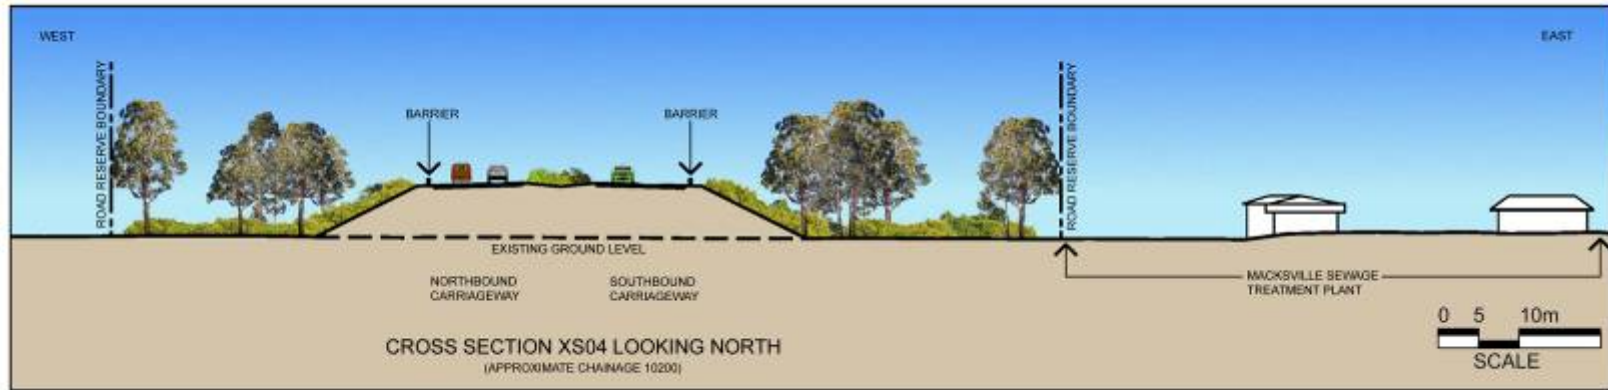 WEST
EAST
ROAD RESERVE BOUNDARY
BARRIER
BARRIER
ROAD RESERVE BOUNDARY
EXISTING GROUND LEVEL
NORTHBOUND
CARRIAGEWAY
SOUTHBOUND
CARRIAGEWAY
MACKSVILLE SEWAGE
TREATMENT PLANT
CROSS SECTION XS04 LOOKING NORTH
(APPROXIMATE CHAINAGE 10200)
0 5 10m
SCALE